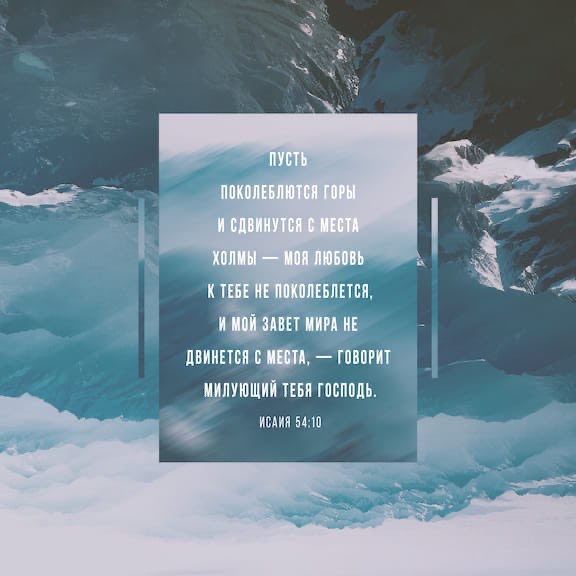 ПУСТЬ
ПОКОЛЕБЛЮТСЯ ГОРЫ
И СДВИНУТСЯ С МЕСТА
ХОЛМЫ — МОЯ ЛЮБОВЬ
К ТЕБЕ НЕ ПОКОЛЕБЛЕТСЯ,
И МОЙ ЗАВЕТ МИРА НЕ
ДВИНЕТСЯ С МЕСТА, — ГОВОРИТ
МИЛУЮЩИЙ ТЕБЯ ГОСПОДЬ.
ИСАИЯ 54:10